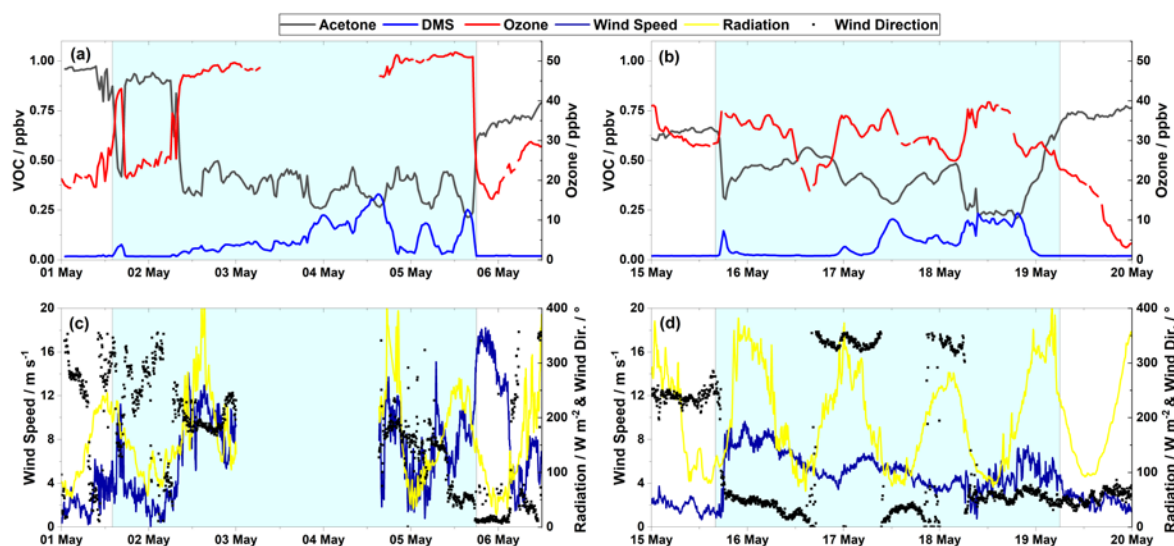 Acetone DMS Ozone Wind Speed Radiation Wind Direction
(a)
VOC / ppbv
1.00
0.75
0.50
0.25
0.00
01 May 02 May 03 May 04 May 05 May 06 May
50
40
30
20
10
0
Ozone / ppbv
(b)
VOC / ppbv
1.00
0.75
0.50
0.25
0.00
15 May 16 May 17 May 18 May 19 May 20 May
50
40
30
20
10
0
Ozone / ppbv
(c)
Wind Speed / m s⁻¹
20
16
12
8
4
0
01 May 02 May 03 May 04 May 05 May 06 May
400
300
200
100
0
Radiation / W m⁻² & Wind Dir. / °
(d)
Wind Speed / m s⁻¹
20
16
12
8
4
0
15 May 16 May 17 May 18 May 19 May 20 May
400
300
200
100
0
Radiation / W m⁻² & Wind Dir. / °